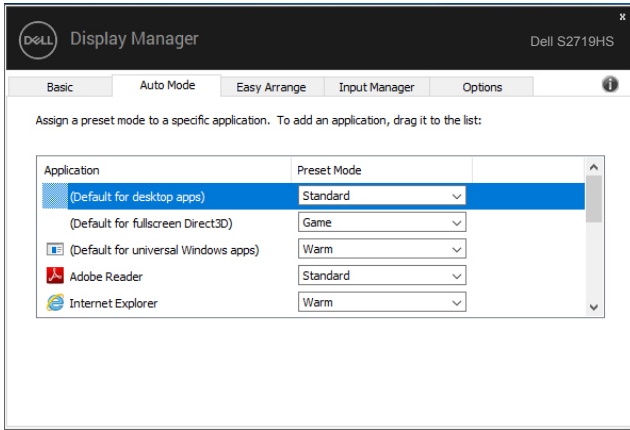 x
DELL Display Manager
Dell S2719HS
Basic Auto Mode Easy Arrange Input Manager Options
Assign a preset mode to a specific application. To add an application, drag it to the list:
Application Preset Mode
(Default for desktop apps) Standard
(Default for fullscreen Direct3D) Game
(Default for universal Windows apps) Warm
Adobe Reader Standard
Internet Explorer Warm